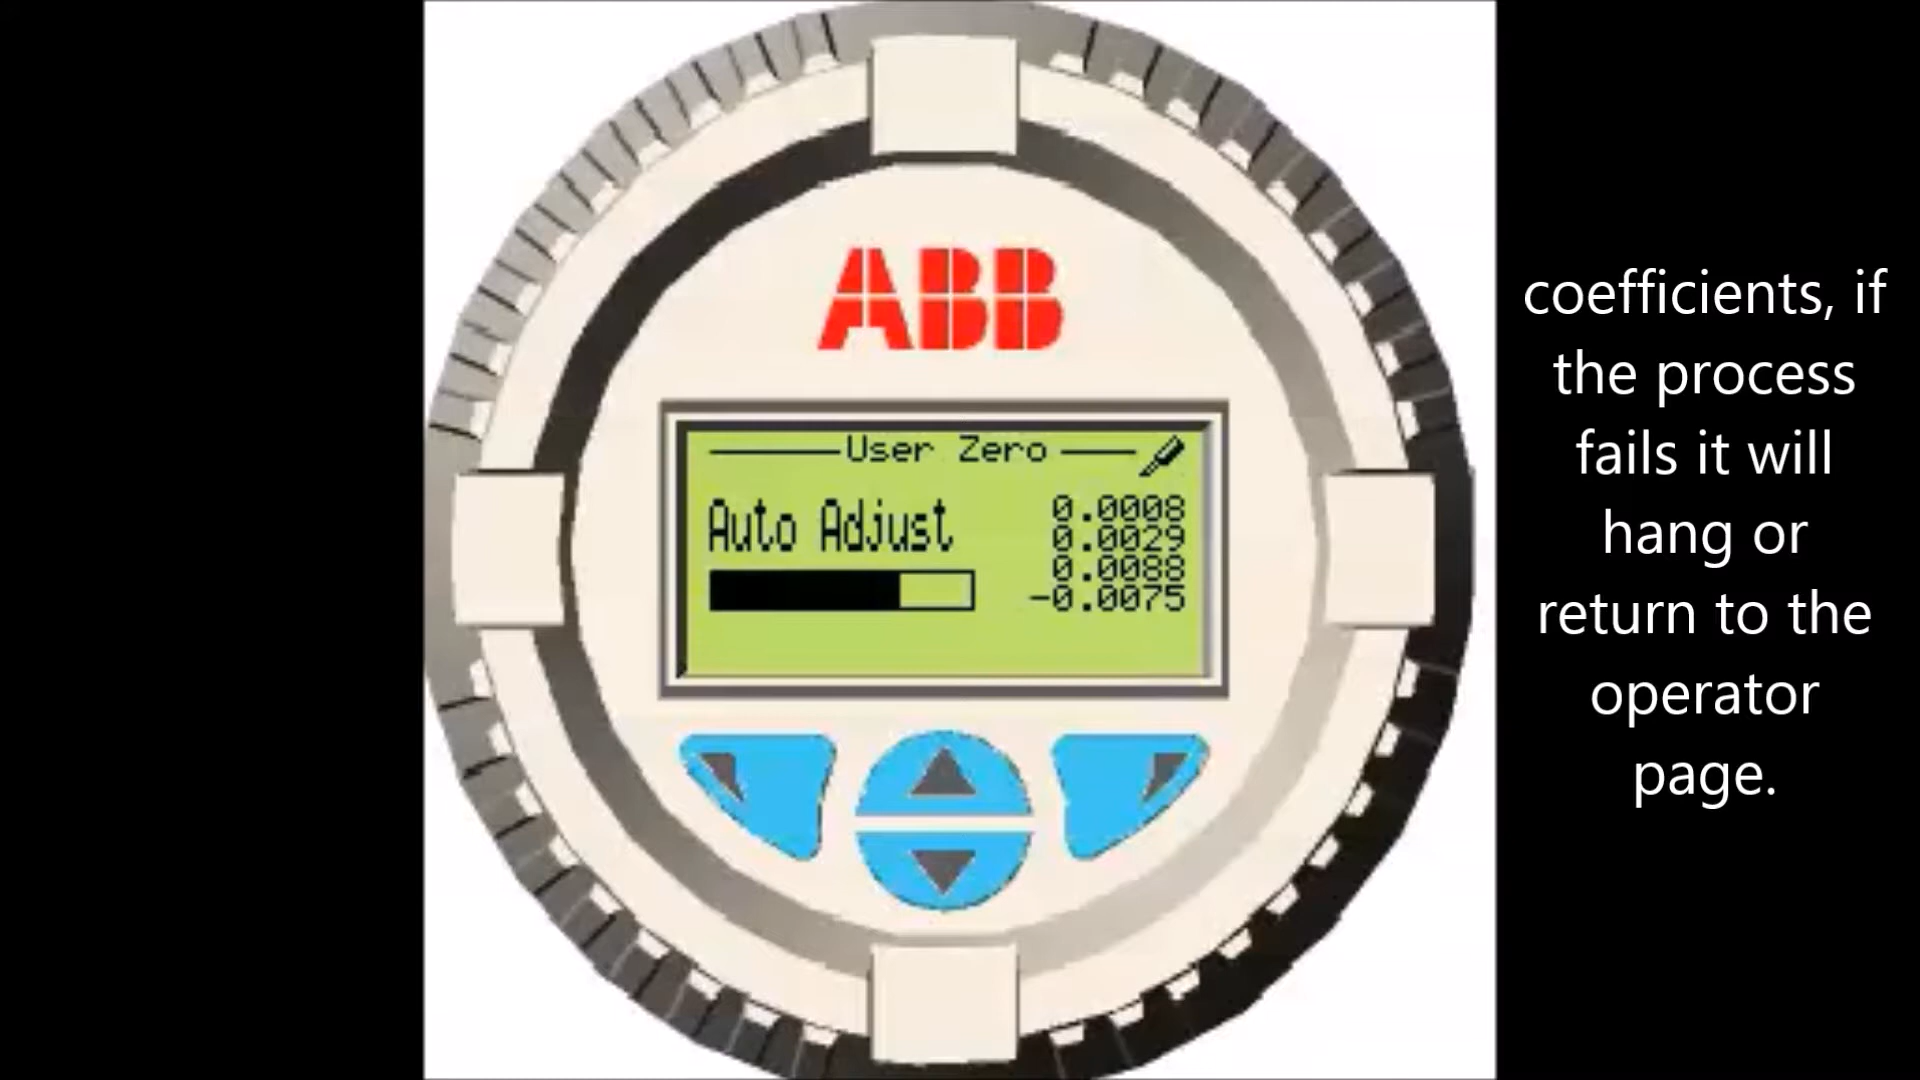 ABB
User Zero
Auto Adjust
0.0008
0.0029
0.0088
-0.0075
coefficients, if
the process
fails it will
hang or
return to the
operator
page.